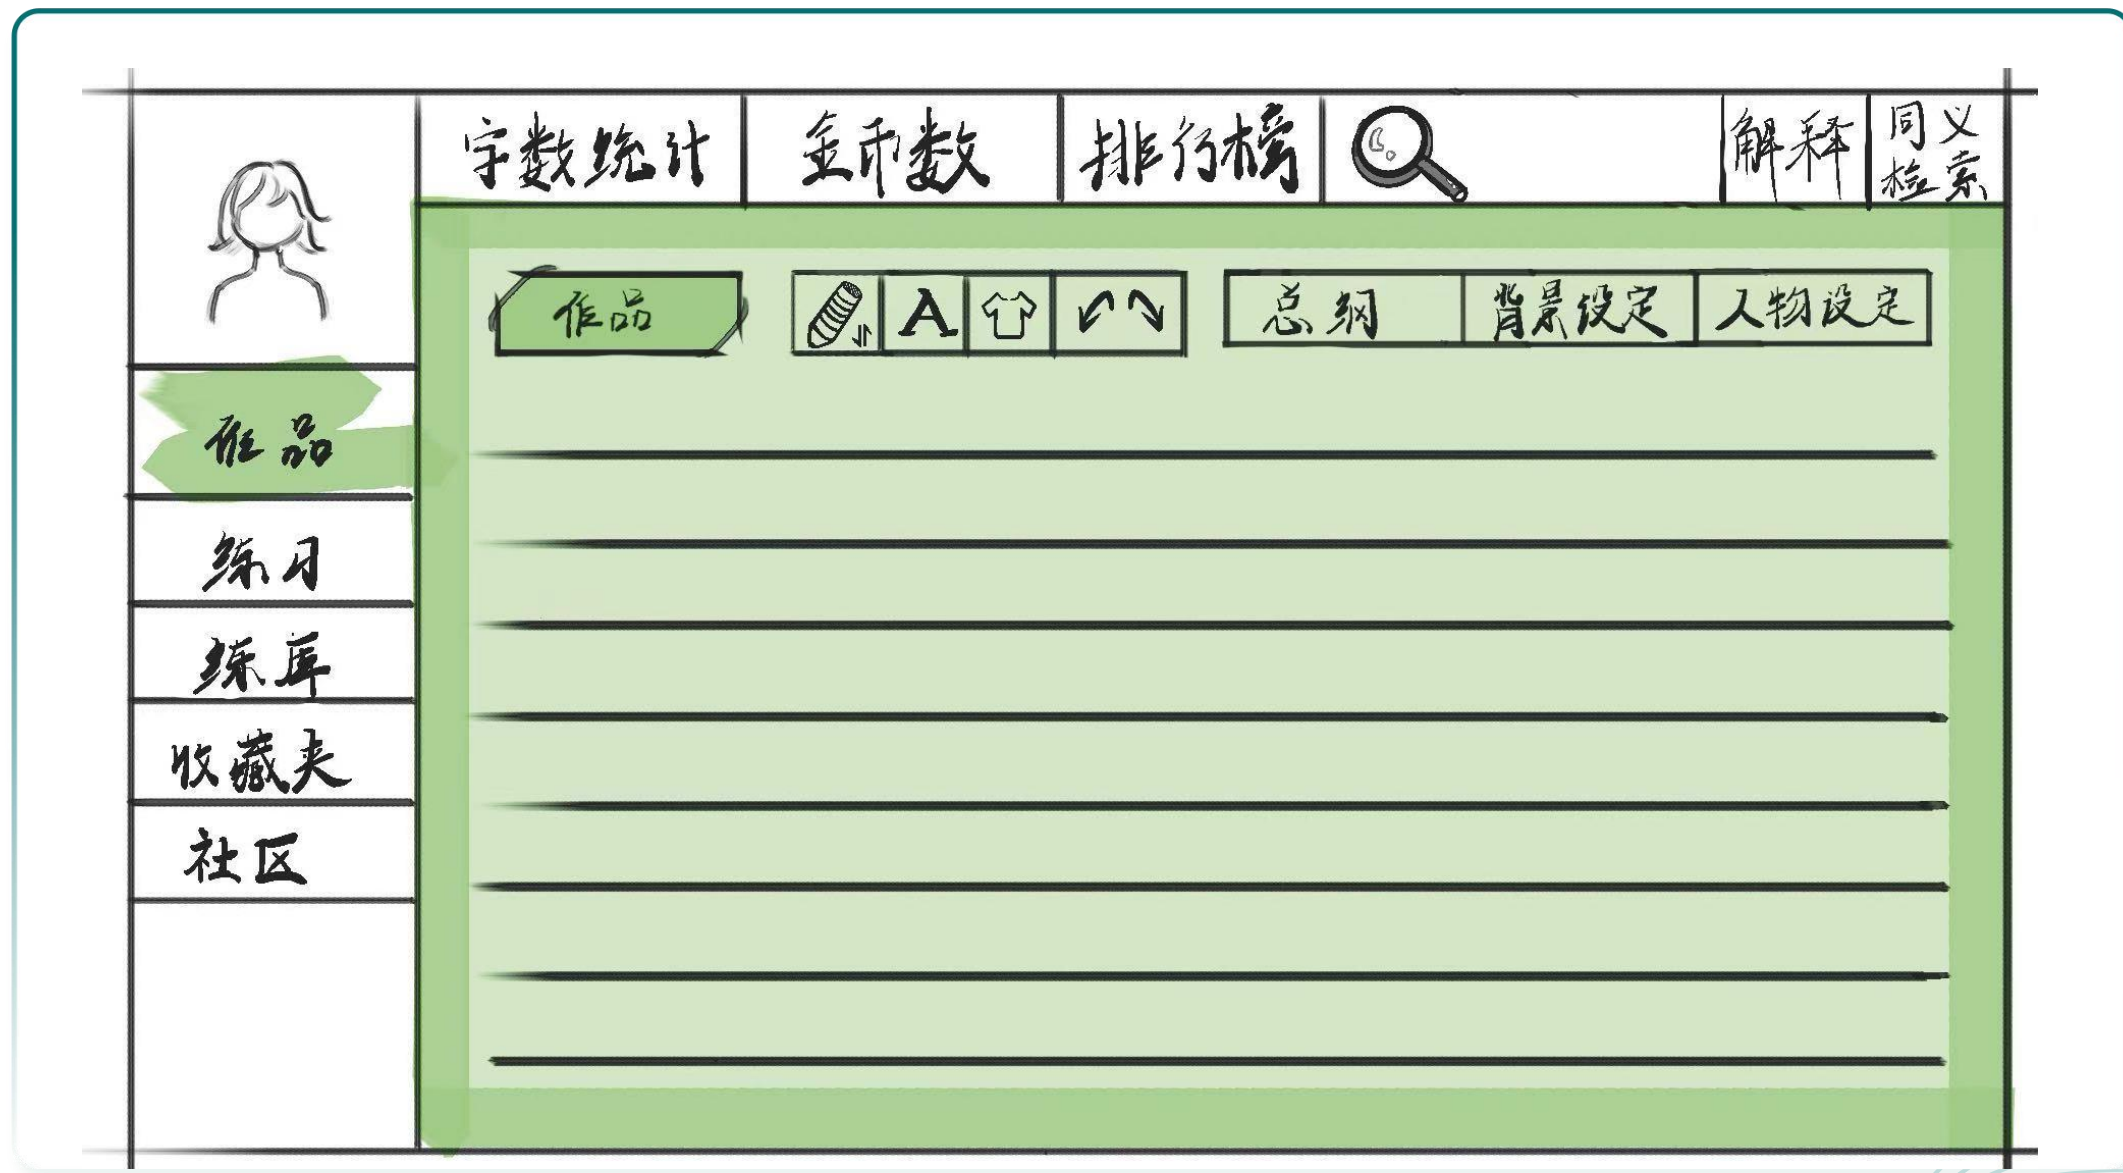 字数统计 金币数 排行榜 解释 同义检索
作品 A 总纲 背景设定 人物设定
作品
练习
练库
收藏夹
社区